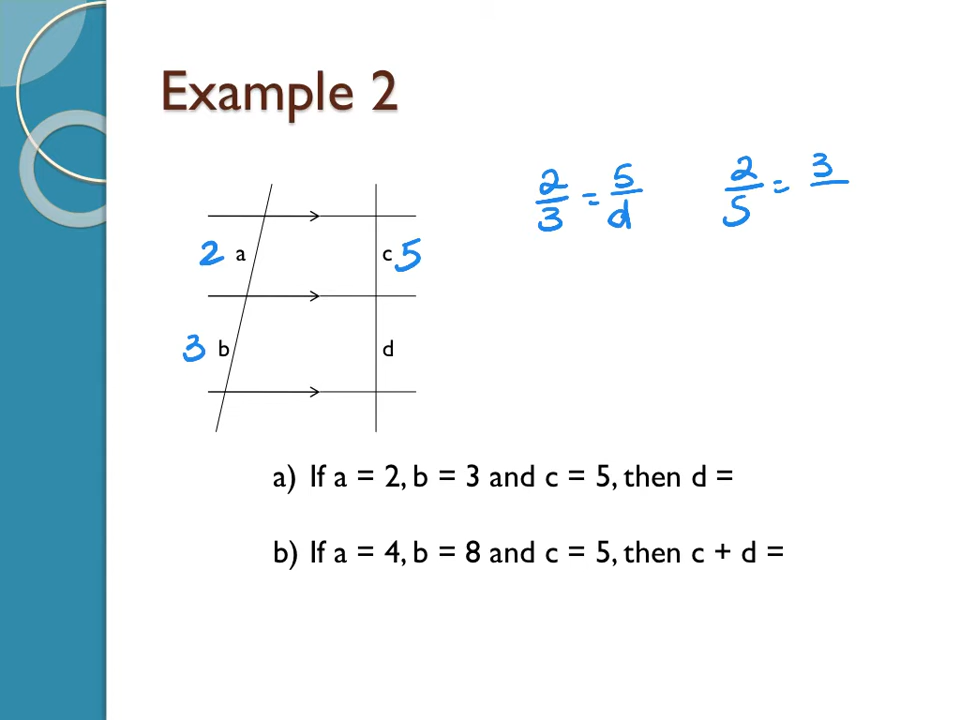 Example 2
2/3 = 5/d
2/5 = 3/
2 a
c 5
3 b
d
a) If a = 2, b = 3 and c = 5, then d =
b) If a = 4, b = 8 and c = 5, then c + d =